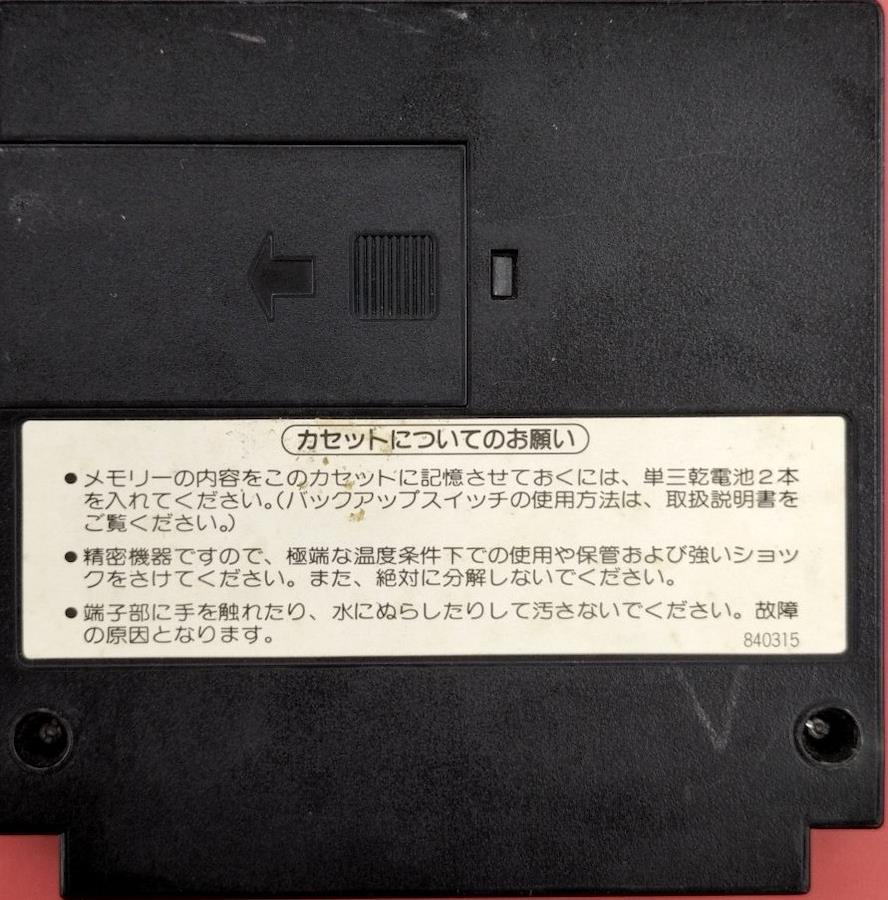 カセットについてのお願い
●メモリーの内容をこのカセットに記憶させておくには、単三乾電池2本
を入れてください。(バックアップスイッチの使用方法は、取扱説明書を
ご覧ください。)
●精密機器ですので、極端な温度条件下での使用や保管および強いショッ
クをさけてください。また、絶対に分解しないでください。
●端子部に手を触れたり、水にぬらしたりして汚さないでください。故障
の原因となります。
840315